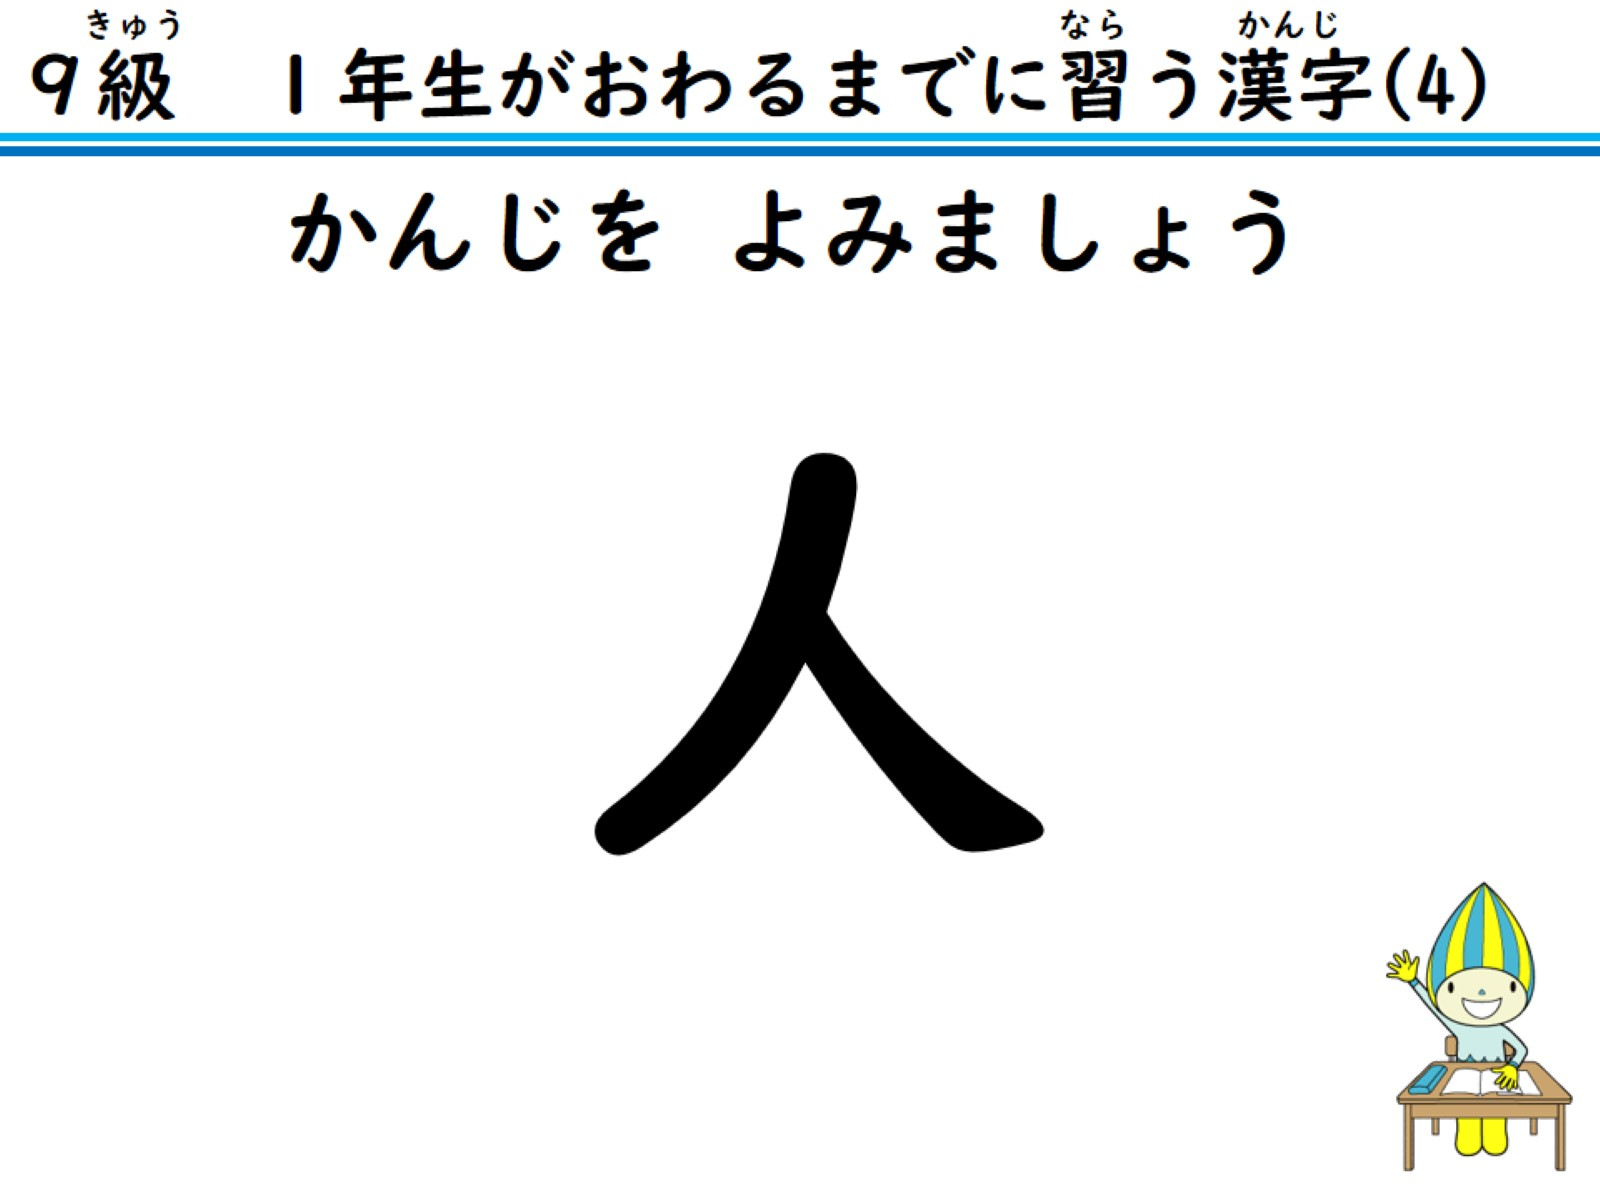 きゅう なら かんじ
9級 1年生がおわるまでに習う漢字(4)
かんじを よみましょう
人